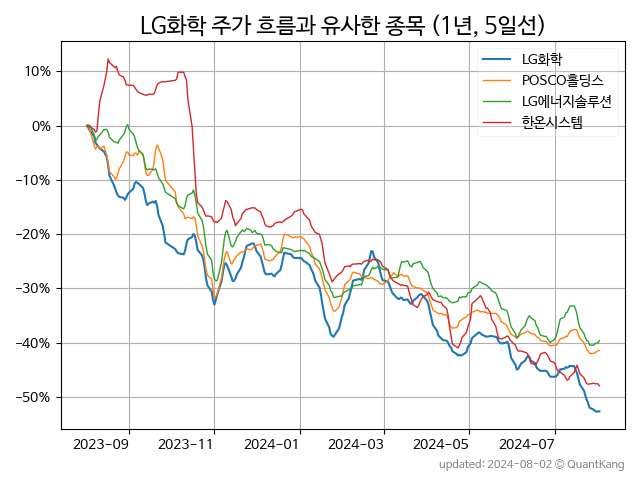 LG화학 주가 흐름과 유사한 종목 (1년, 5일선)
LG화학
POSCO홀딩스
LG에너지솔루션
한온시스템
10%
0%
−10%
−20%
−30%
−40%
−50%
2023-09 2023-11 2024-01 2024-03 2024-05 2024-07
updated: 2024-08-02 © QuantKang